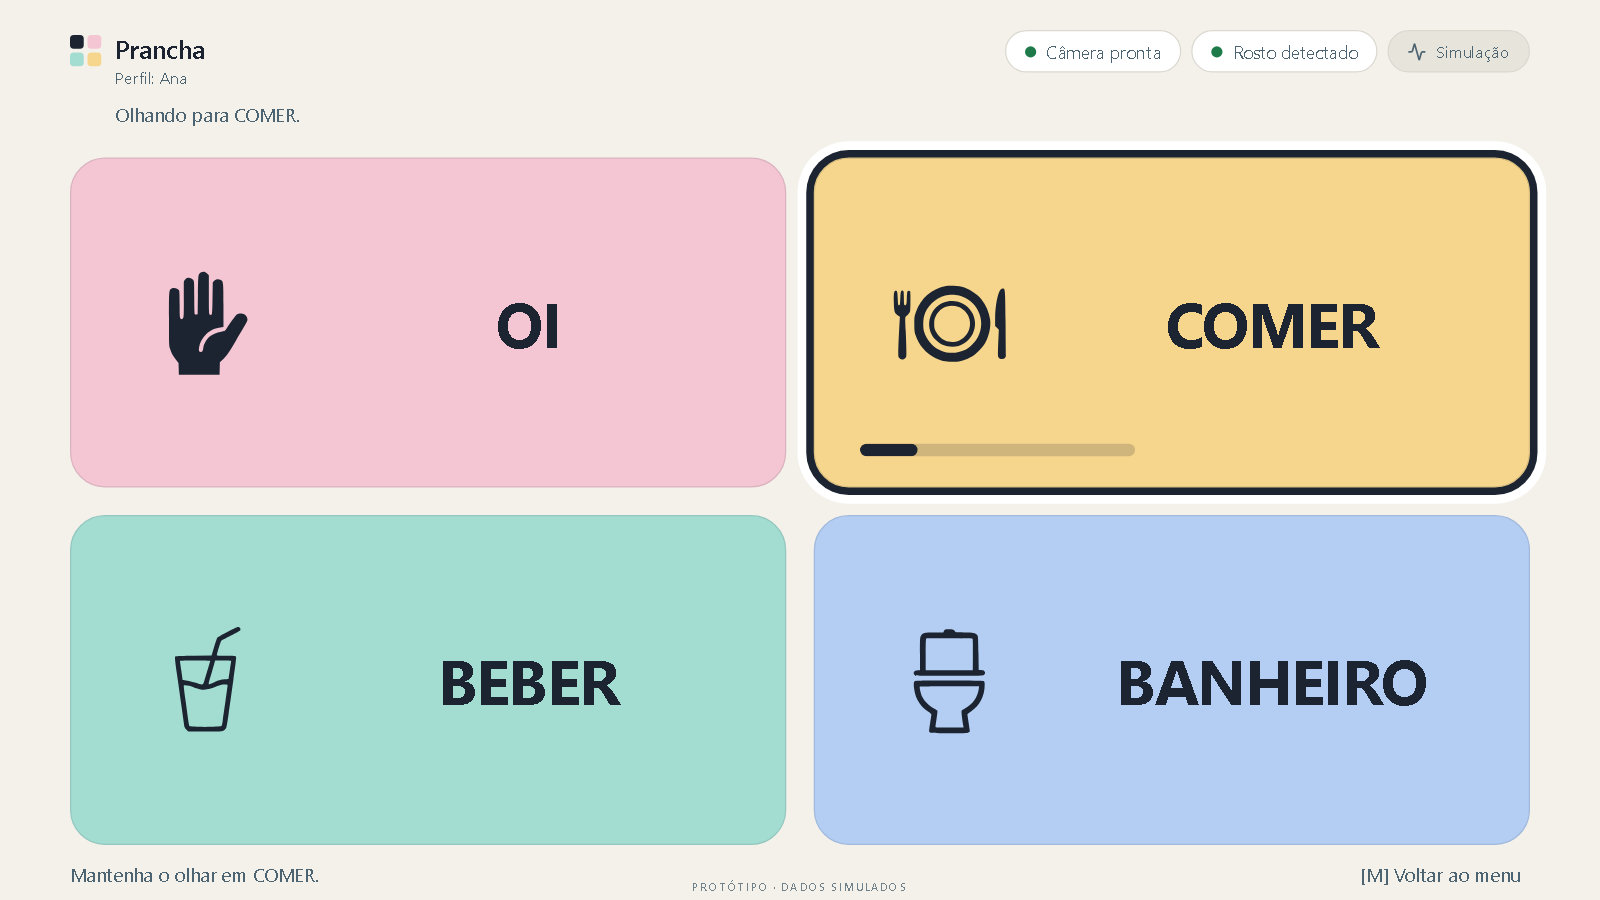 Prancha
Perfil: Ana
Olhando para COMER.
Câmera pronta
Rosto detectado
Simulação
OI
COMER
BEBER
BANHEIRO
Mantenha o olhar em COMER.
PROTÓTIPO · DADOS SIMULADOS
[M] Voltar ao menu